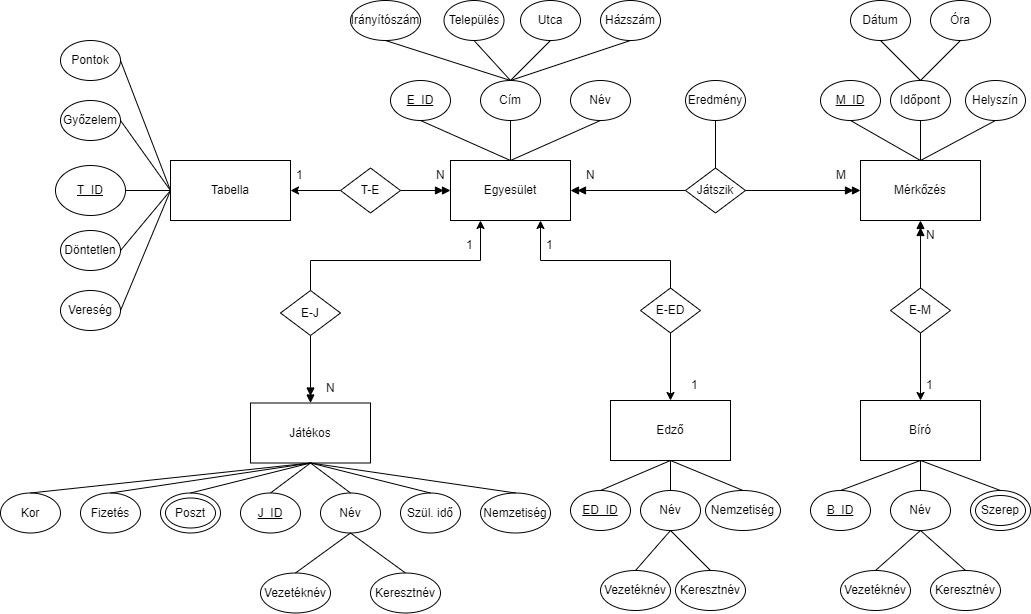 Irányítószám
Település
Utca
Házszám
Dátum
Óra
Pontok
E_ID
Cím
Név
Eredmény
M_ID
Időpont
Helyszín
Győzelem
T_ID
Tabella
1
T-E
N
Egyesület
N
Játszik
M
Mérkőzés
Döntetlen
1
1
N
Vereség
E-J
E-ED
E-M
N
1
1
Játékos
Edző
Bíró
Kor
Fizetés
Poszt
J_ID
Név
Szül. idő
Nemzetiség
ED_ID
Név
Nemzetiség
B_ID
Név
Szerep
Vezetéknév
Keresztnév
Vezetéknév
Keresztnév
Vezetéknév
Keresztnév